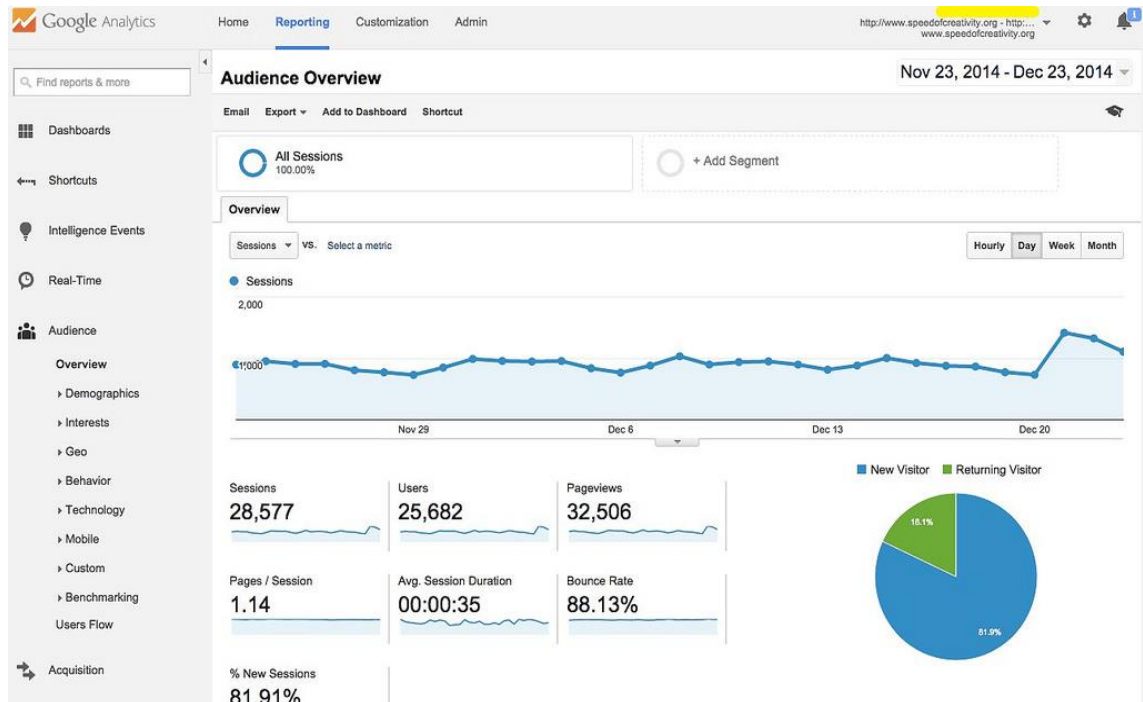 Google Analytics
Home Reporting Customization Admin
http://www.speedofcreativity.org - http:...
www.speedofcreativity.org
1
Find reports & more
Dashboards
Shortcuts
Intelligence Events
Real-Time
Audience
Overview
Demographics
Interests
Geo
Behavior
Technology
Mobile
Custom
Benchmarking
Users Flow
Acquisition
Audience Overview
Nov 23, 2014 - Dec 23, 2014
Email Export Add to Dashboard Shortcut
All Sessions
100.00%
+ Add Segment
Overview
Sessions VS. Select a metric
Hourly Day Week Month
Sessions
2,000
1,000
Nov 29 Dec 6 Dec 13 Dec 20
Sessions
28,577
Users
25,682
Pageviews
32,506
Pages / Session
1.14
Avg. Session Duration
00:00:35
Bounce Rate
88.13%
% New Sessions
81.91%
New Visitor Returning Visitor
18.1%
81.9%